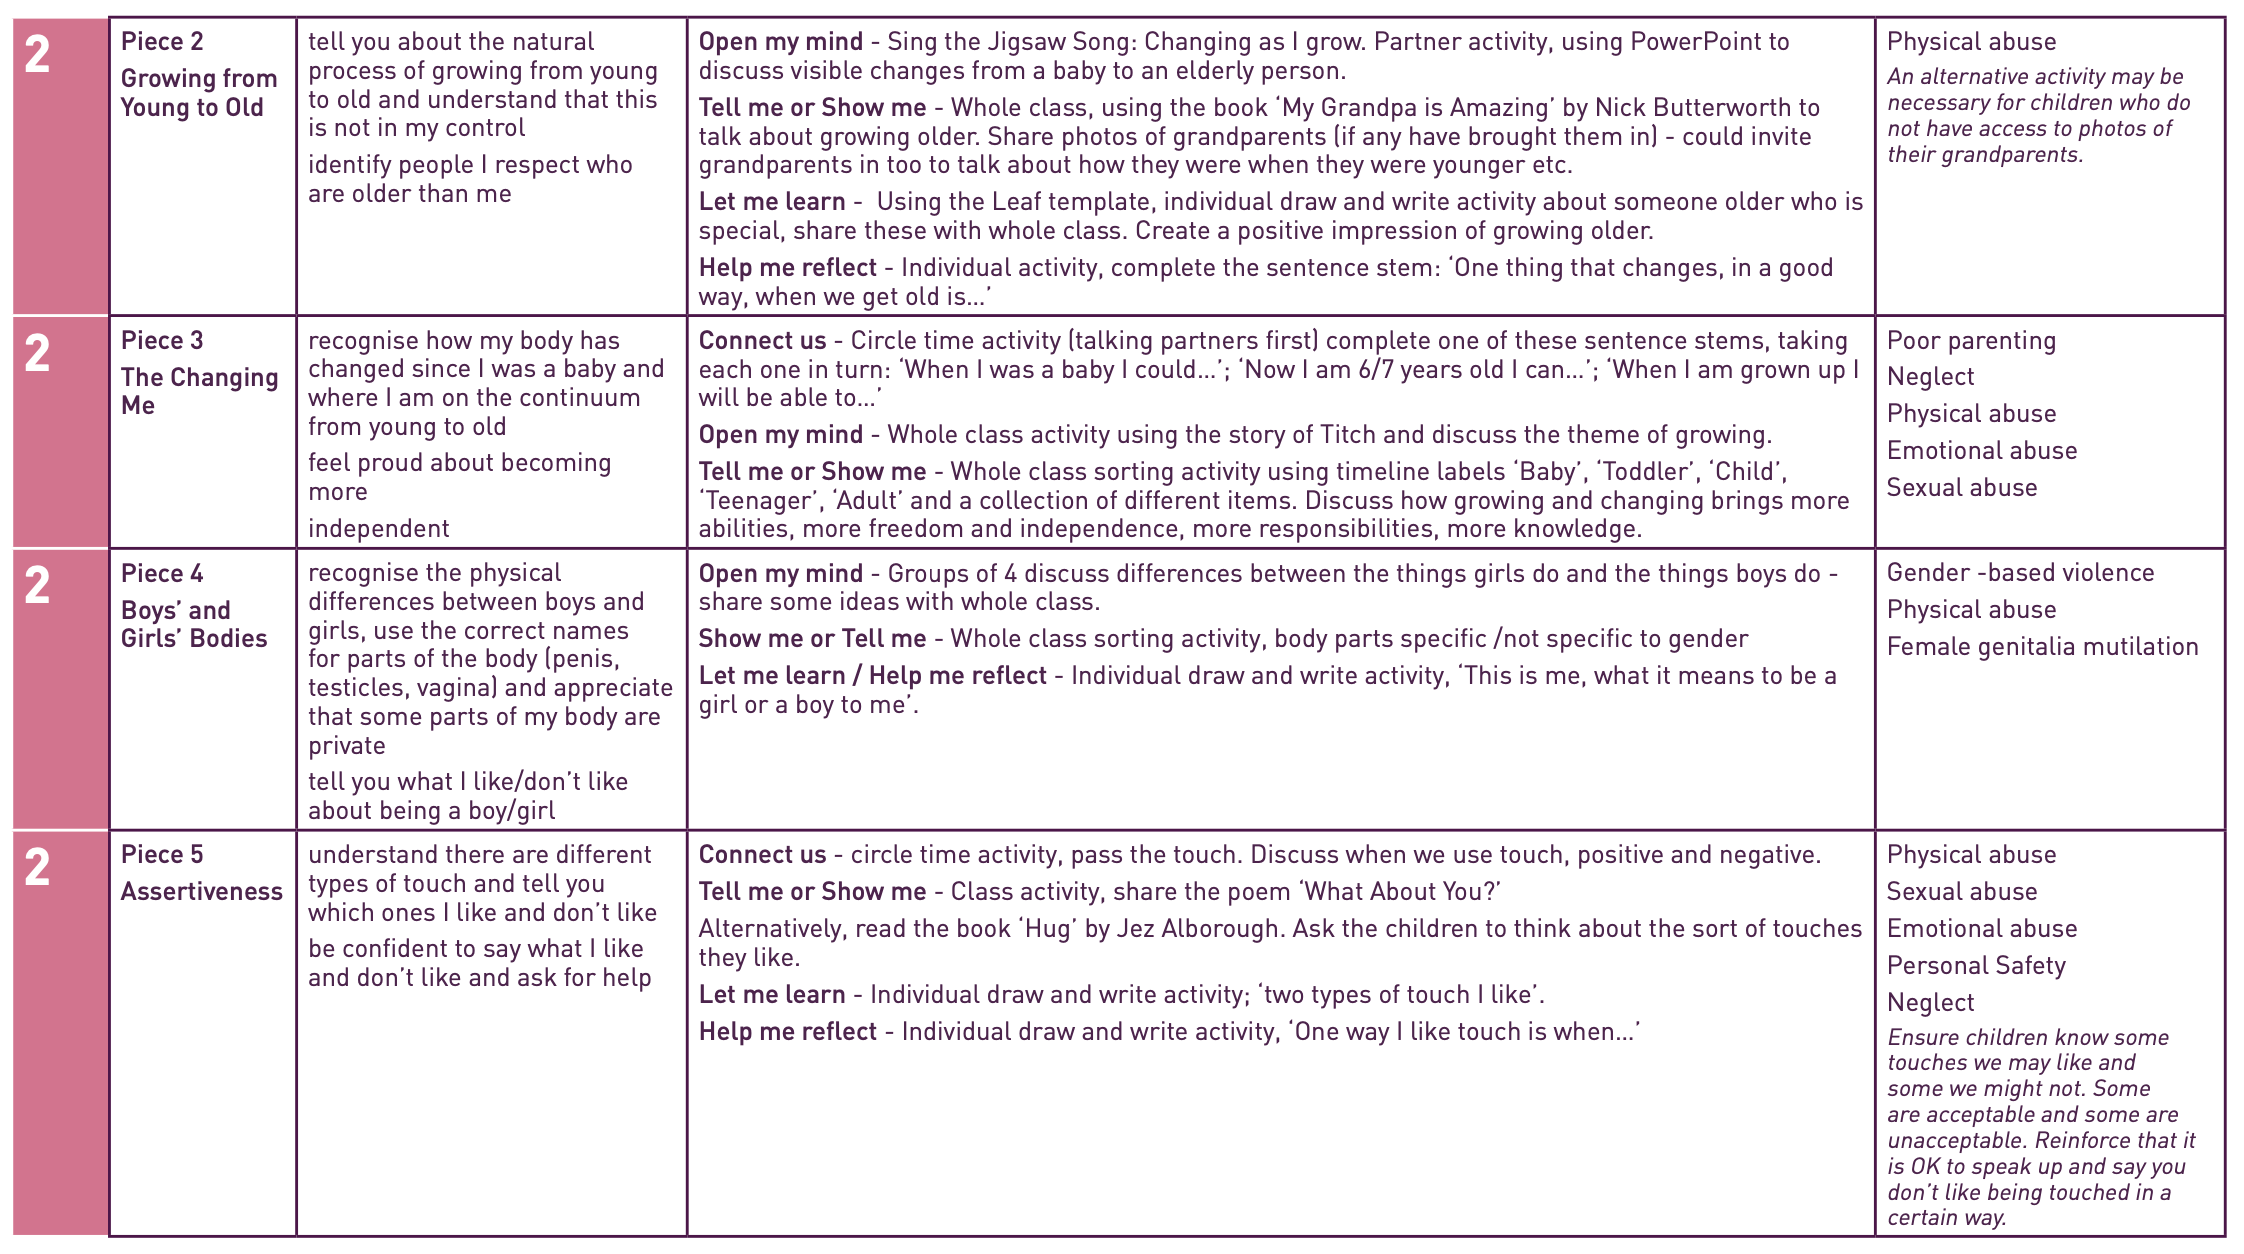 2
Piece 2
Growing from
Young to Old
tell you about the natural
process of growing from young
to old and understand that this
is not in my control
identify people I respect who
are older than me
Open my mind - Sing the Jigsaw Song: Changing as I grow. Partner activity, using PowerPoint to
discuss visible changes from a baby to an elderly person.
Tell me or Show me - Whole class, using the book ‘My Grandpa is Amazing’ by Nick Butterworth to
talk about growing older. Share photos of grandparents (if any have brought them in) - could invite
grandparents in too to talk about how they were when they were younger etc.
Let me learn - Using the Leaf template, individual draw and write activity about someone older who is
special, share these with whole class. Create a positive impression of growing older.
Help me reflect - Individual activity, complete the sentence stem: ‘One thing that changes, in a good
way, when we get old is...’
Physical abuse
An alternative activity may be
necessary for children who do
not have access to photos of
their grandparents.
2
Piece 3
The Changing
Me
recognise how my body has
changed since I was a baby and
where I am on the continuum
from young to old
feel proud about becoming
more
independent
Connect us - Circle time activity (talking partners first) complete one of these sentence stems, taking
each one in turn: ‘When I was a baby I could...’; ‘Now I am 6/7 years old I can...’; ‘When I am grown up I
will be able to...’
Open my mind - Whole class activity using the story of Titch and discuss the theme of growing.
Tell me or Show me - Whole class sorting activity using timeline labels ‘Baby’, ‘Toddler’, ‘Child’,
‘Teenager’, ‘Adult’ and a collection of different items. Discuss how growing and changing brings more
abilities, more freedom and independence, more responsibilities, more knowledge.
Poor parenting
Neglect
Physical abuse
Emotional abuse
Sexual abuse
2
Piece 4
Boys’ and
Girls’ Bodies
recognise the physical
differences between boys and
girls, use the correct names
for parts of the body (penis,
testicles, vagina) and appreciate
that some parts of my body are
private
tell you what I like/don’t like
about being a boy/girl
Open my mind - Groups of 4 discuss differences between the things girls do and the things boys do -
share some ideas with whole class.
Show me or Tell me - Whole class sorting activity, body parts specific /not specific to gender
Let me learn / Help me reflect - Individual draw and write activity, ‘This is me, what it means to be a
girl or a boy to me’.
Gender -based violence
Physical abuse
Female genitalia mutilation
2
Piece 5
Assertiveness
understand there are different
types of touch and tell you
which ones I like and don’t like
be confident to say what I like
and don’t like and ask for help
Connect us - circle time activity, pass the touch. Discuss when we use touch, positive and negative.
Tell me or Show me - Class activity, share the poem ‘What About You?’
Alternatively, read the book ‘Hug’ by Jez Alborough. Ask the children to think about the sort of touches
they like.
Let me learn - Individual draw and write activity; ‘two types of touch I like’.
Help me reflect - Individual draw and write activity, ‘One way I like touch is when...’
Physical abuse
Sexual abuse
Emotional abuse
Personal Safety
Neglect
Ensure children know some
touches we may like and
some we might not. Some
are acceptable and some are
unacceptable. Reinforce that it
is OK to speak up and say you
don’t like being touched in a
certain way.